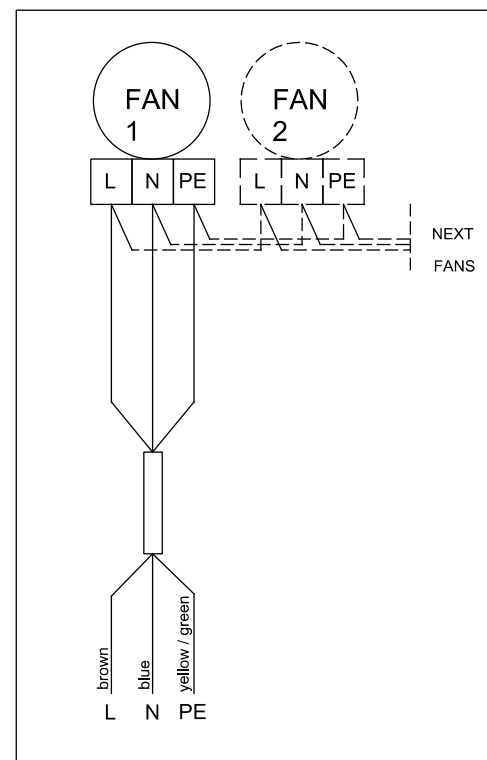 FAN
1
FAN
2
L N PE
L N PE
NEXT
FANS
brown
blue
yellow / green
L N PE